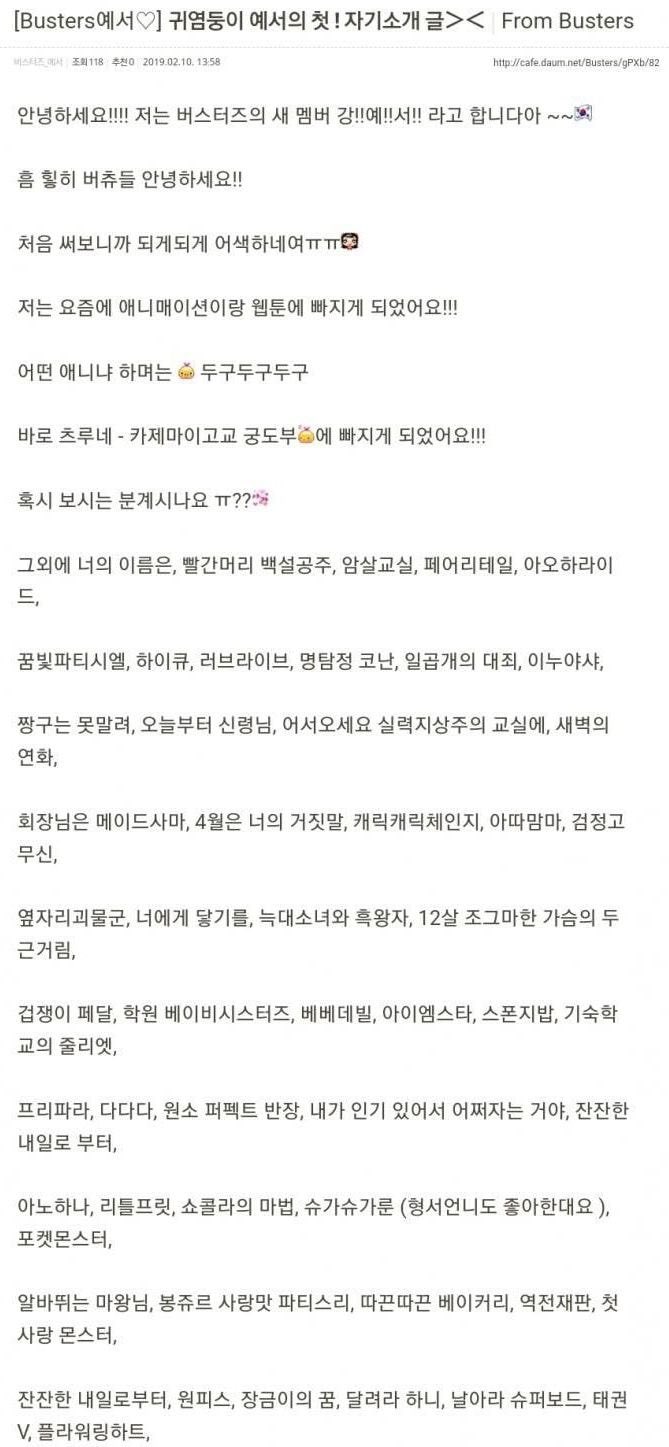 [Busters예서♡] 귀염둥이 예서의 첫 ! 자기소개 글＞＜ | From Busters
버스터즈_예서 | 조회 118 | 추천 0 | 2019.02.10. 13:58 http://cafe.daum.net/Busters/gPXb/82
안녕하세요!!!! 저는 버스터즈의 새 멤버 강!!예!!서!! 라고 합니다아 ~~🇰🇷
흠 힣히 버츄들 안녕하세요!!
처음 써보니까 되게되게 어색하네여ㅠㅠ
저는 요즘에 애니매이션이랑 웹툰에 빠지게 되었어요!!!
어떤 애니냐 하며는 두구두구두구
바로 츠루네 - 카제마이고교 궁도부에 빠지게 되었어요!!!
혹시 보시는 분계시나요 ㅠ??
그외에 너의 이름은, 빨간머리 백설공주, 암살교실, 페어리테일, 아오하라이
드,
꿈빛파티시엘, 하이큐, 러브라이브, 명탐정 코난, 일곱개의 대죄, 이누야샤,
짱구는 못말려, 오늘부터 신령님, 어서오세요 실력지상주의 교실에, 새벽의
연화,
회장님은 메이드사마, 4월은 너의 거짓말, 캐릭캐릭체인지, 아따맘마, 검정고
무신,
옆자리괴물군, 너에게 닿기를, 늑대소녀와 흑왕자, 12살 조그마한 가슴의 두
근거림,
겁쟁이 페달, 학원 베이비시스터즈, 베베데빌, 아이엠스타, 스폰지밥, 기숙학
교의 줄리엣,
프리파라, 다다다, 원소 퍼펙트 반장, 내가 인기 있어서 어쩌자는 거야, 잔잔한
내일로 부터,
아노하나, 리틀프릿, 쇼콜라의 마법, 슈가슈가룬 (형서언니도 좋아한대요 ),
포켓몬스터,
알바뛰는 마왕님, 봉쥬르 사랑맛 파티스리, 따끈따끈 베이커리, 역전재판, 첫
사랑 몬스터,
잔잔한 내일로부터, 원피스, 장금이의 꿈, 달려라 하니, 날아라 슈퍼보드, 태권
V, 플라워링하트,